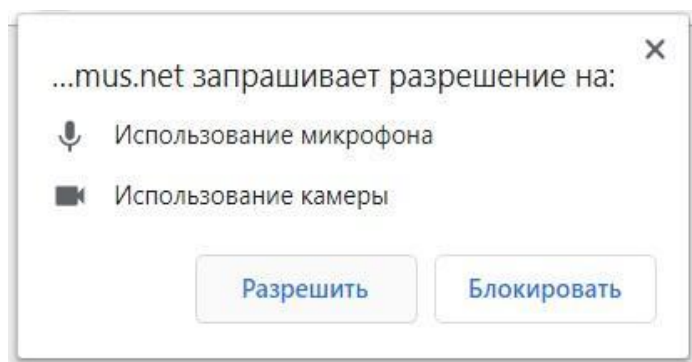 ...mus.net запрашивает разрешение на:
Использование микрофона
Использование камеры
Разрешить
Блокировать